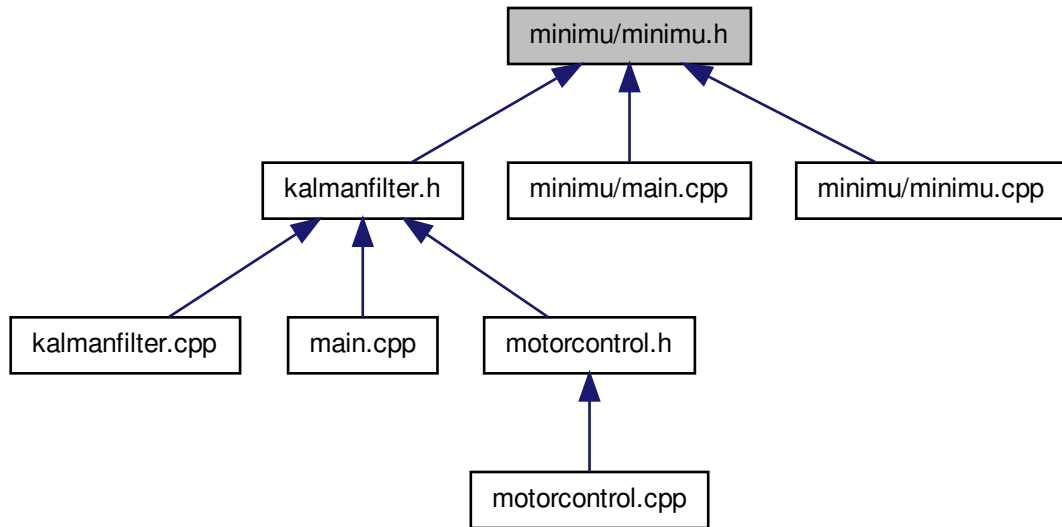 minimu/minimu.h
kalmanfilter.h
minimu/main.cpp
minimu/minimu.cpp
kalmanfilter.cpp
main.cpp
motorcontrol.h
motorcontrol.cpp